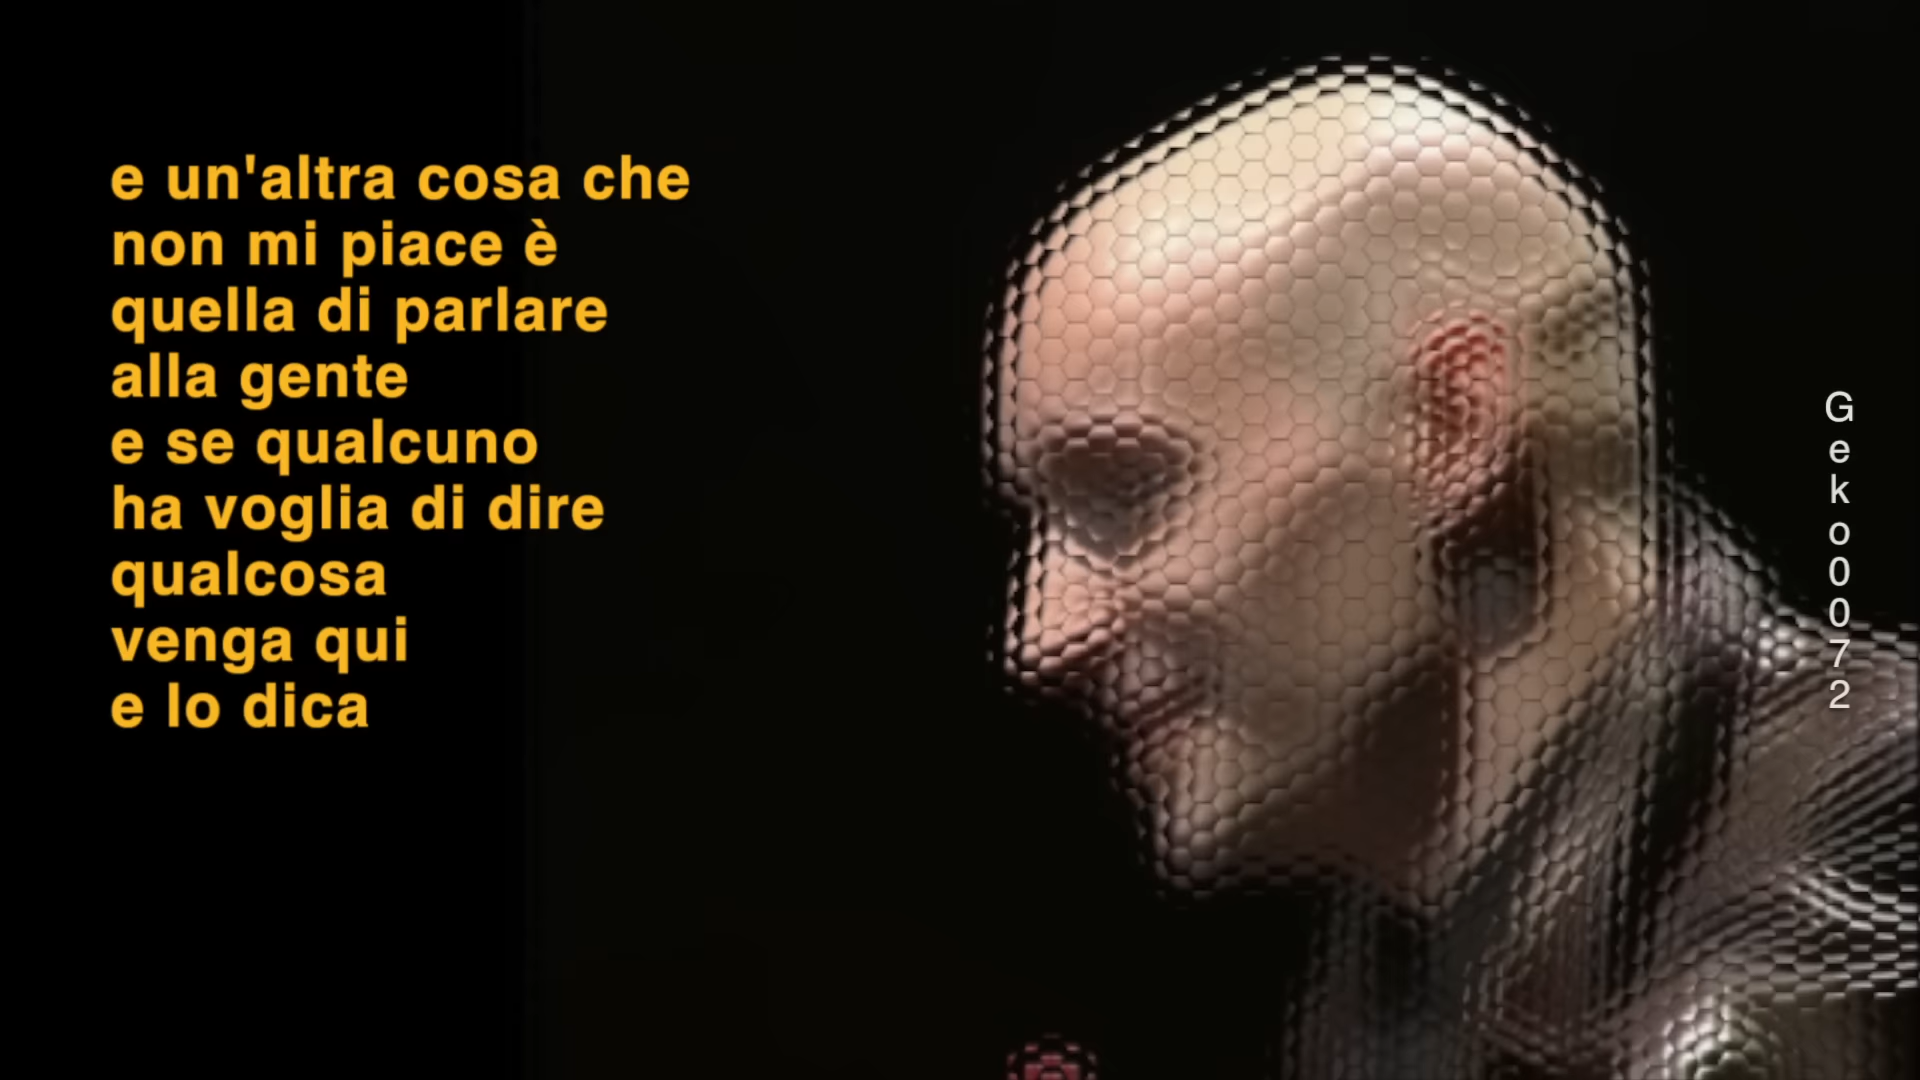 e un'altra cosa che
non mi piace è
quella di parlare
alla gente
e se qualcuno
ha voglia di dire
qualcosa
venga qui
e lo dica
Geko0072